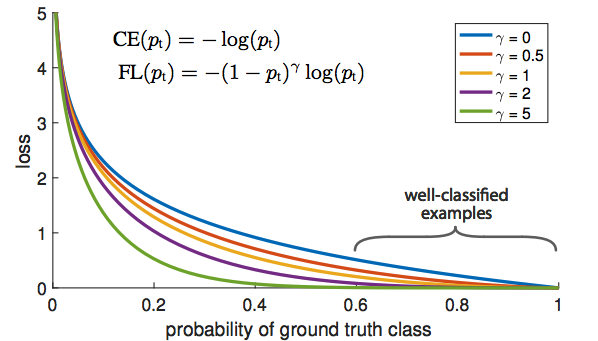 CE(pt) = − log(pt)
FL(pt) = −(1 − pt)γ log(pt)
γ = 0
γ = 0.5
γ = 1
γ = 2
γ = 5
5
4
3
2
1
0
loss
well-classified
examples
0
0.2
0.4
0.6
0.8
1
probability of ground truth class